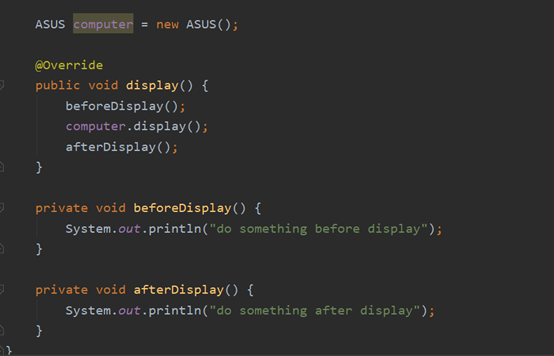 ASUS computer = new ASUS();
@Override
public void display() {
beforeDisplay();
computer.display();
afterDisplay();
}
private void beforeDisplay() {
System.out.println("do something before display");
}
private void afterDisplay() {
System.out.println("do something after display");
}
}